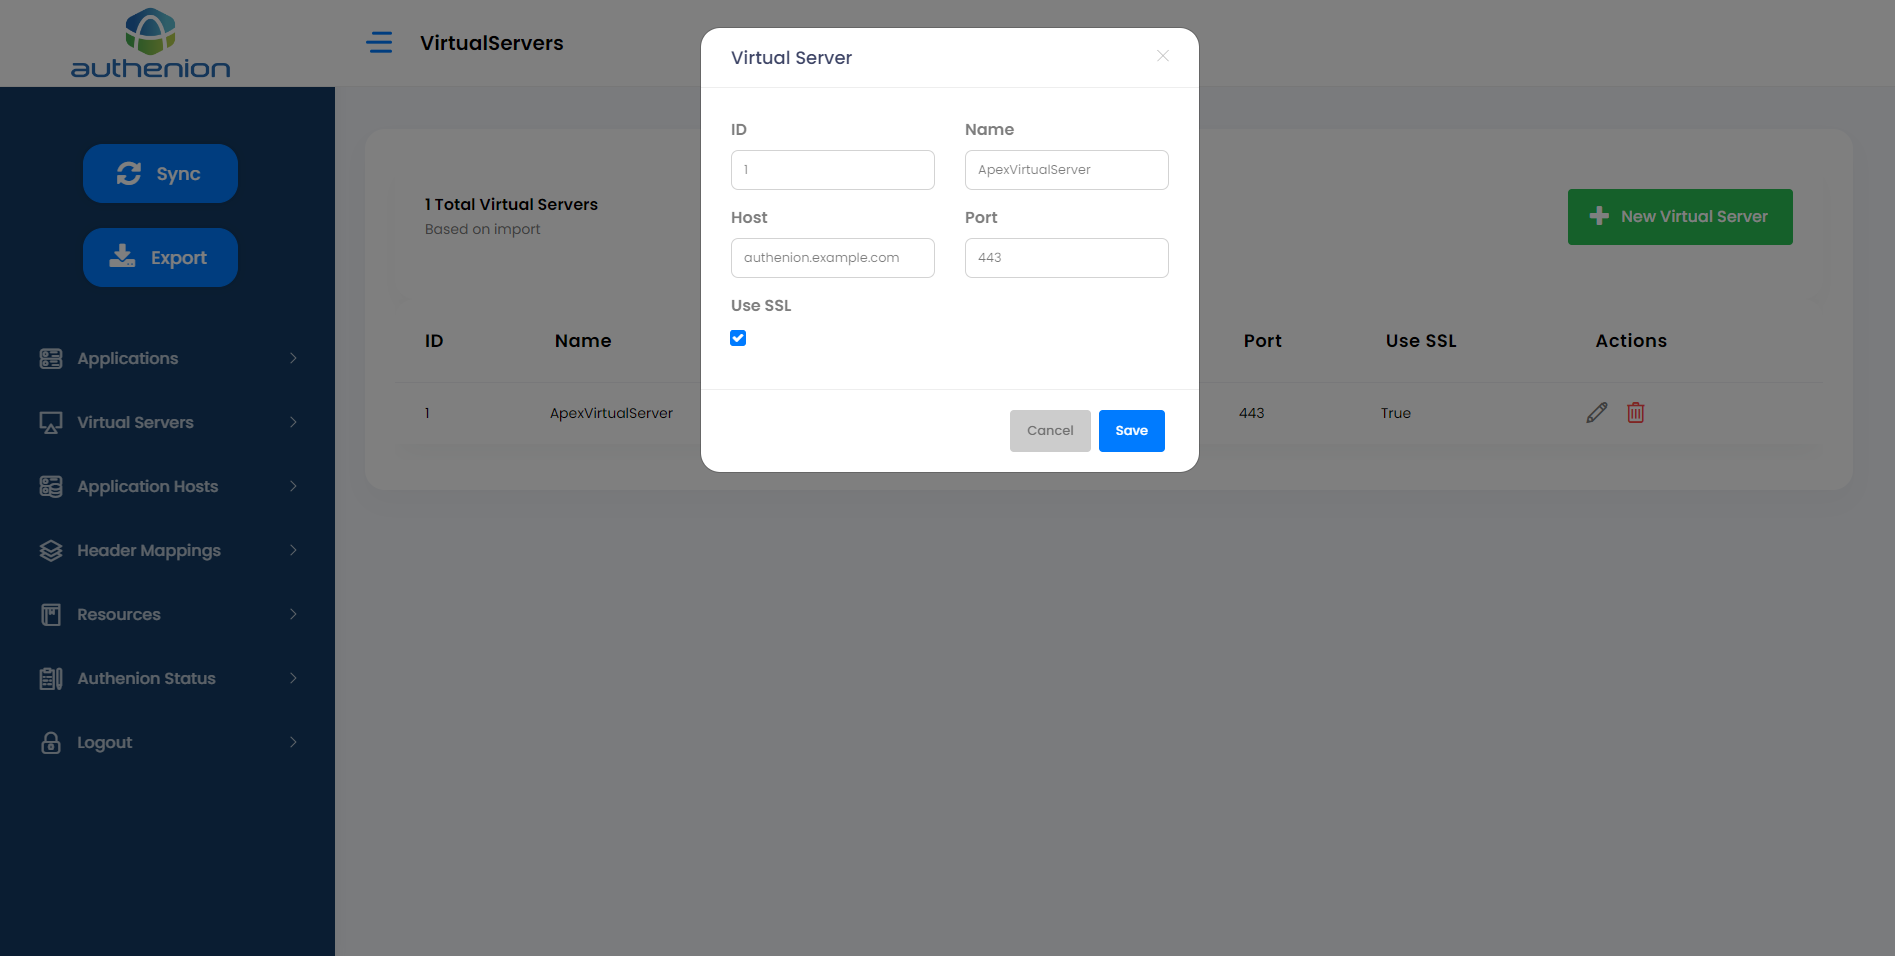 authenion
VirtualServers
Sync
Export
Applications
Virtual Servers
Application Hosts
Header Mappings
Resources
Authenion Status
Logout
1 Total Virtual Servers
Based on import
New Virtual Server
ID Name Port Use SSL Actions
1 ApexVirtualServer 443 True
Virtual Server
ID Name
1 ApexVirtualServer
Host Port
authenion.example.com 443
Use SSL
Cancel Save